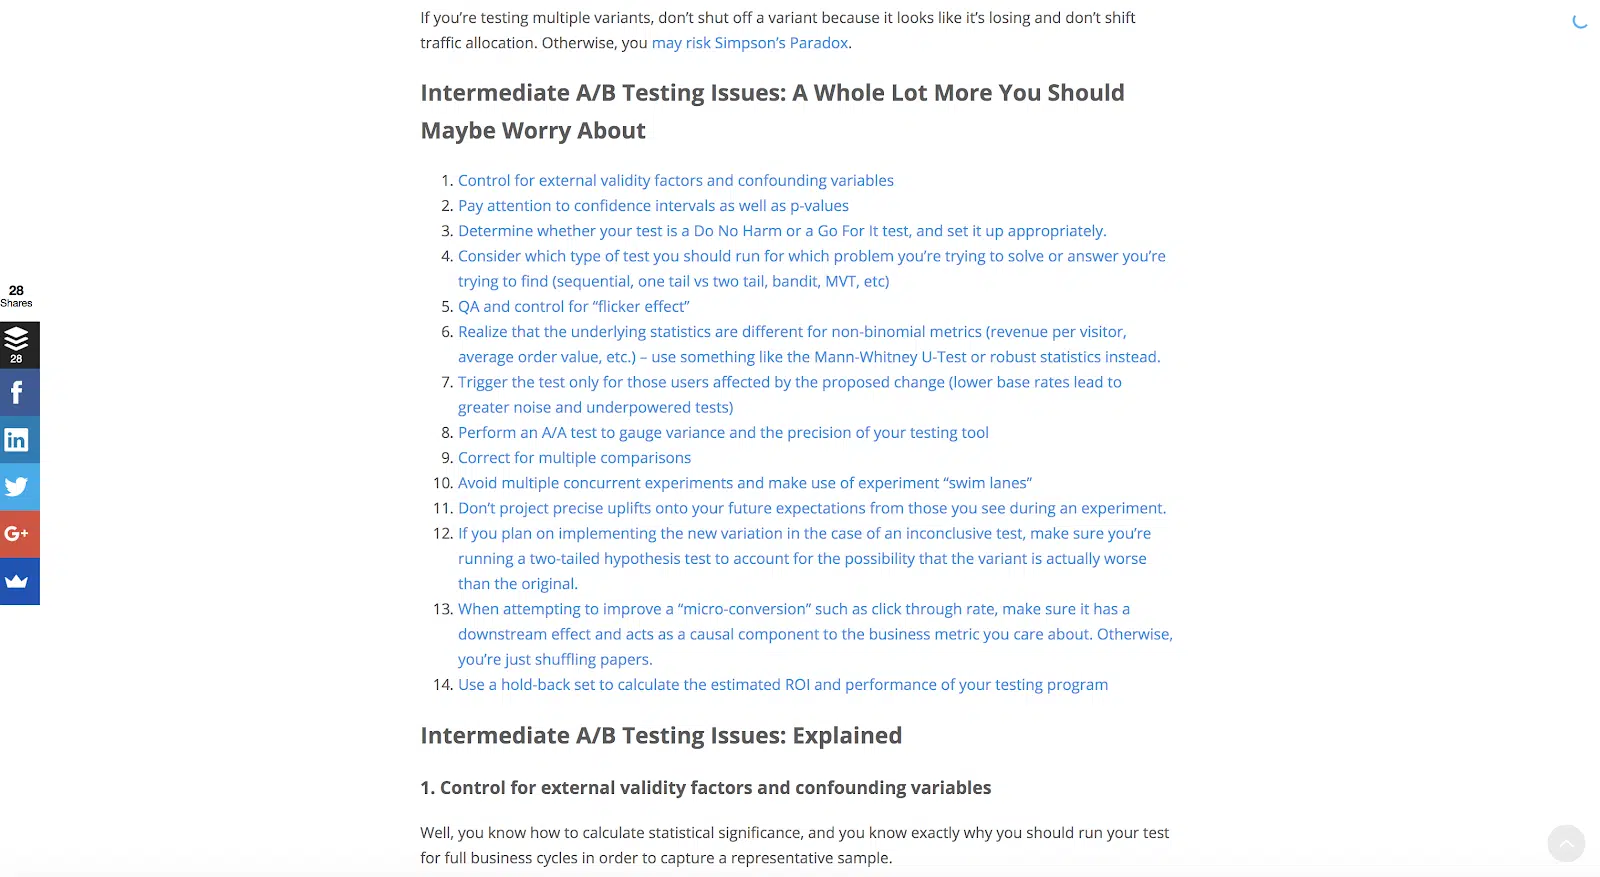 If you’re testing multiple variants, don’t shut off a variant because it looks like it’s losing and don’t shift
traffic allocation. Otherwise, you may risk Simpson’s Paradox.
Intermediate A/B Testing Issues: A Whole Lot More You Should
Maybe Worry About
1. Control for external validity factors and confounding variables
2. Pay attention to confidence intervals as well as p-values
3. Determine whether your test is a Do No Harm or a Go For It test, and set it up appropriately.
4. Consider which type of test you should run for which problem you’re trying to solve or answer you’re
trying to find (sequential, one tail vs two tail, bandit, MVT, etc)
5. QA and control for “flicker effect”
6. Realize that the underlying statistics are different for non-binomial metrics (revenue per visitor,
average order value, etc.) – use something like the Mann-Whitney U-Test or robust statistics instead.
7. Trigger the test only for those users affected by the proposed change (lower base rates lead to
greater noise and underpowered tests)
8. Perform an A/A test to gauge variance and the precision of your testing tool
9. Correct for multiple comparisons
10. Avoid multiple concurrent experiments and make use of experiment “swim lanes”
11. Don’t project precise uplifts onto your future expectations from those you see during an experiment.
12. If you plan on implementing the new variation in the case of an inconclusive test, make sure you’re
running a two-tailed hypothesis test to account for the possibility that the variant is actually worse
than the original.
13. When attempting to improve a “micro-conversion” such as click through rate, make sure it has a
downstream effect and acts as a causal component to the business metric you care about. Otherwise,
you’re just shuffling papers.
14. Use a hold-back set to calculate the estimated ROI and performance of your testing program
Intermediate A/B Testing Issues: Explained
1. Control for external validity factors and confounding variables
Well, you know how to calculate statistical significance, and you know exactly why you should run your test
for full business cycles in order to capture a representative sample.
28
Shares
28
f
in
G+